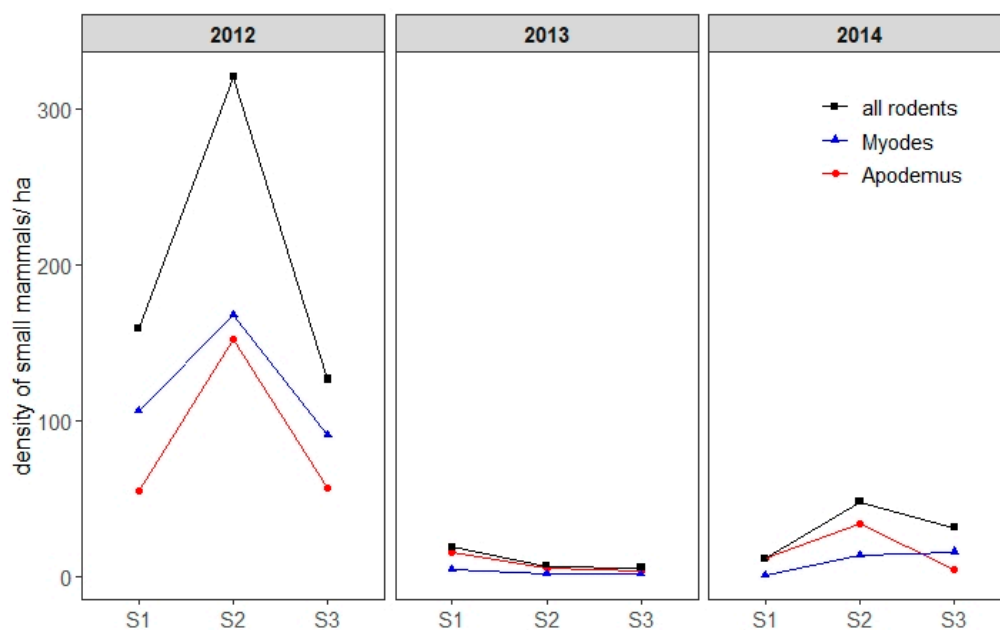 2012 2013 2014
all rodents
Myodes
Apodemus
density of small mammals/ ha
300
200
100
0
S1 S2 S3 S1 S2 S3 S1 S2 S3